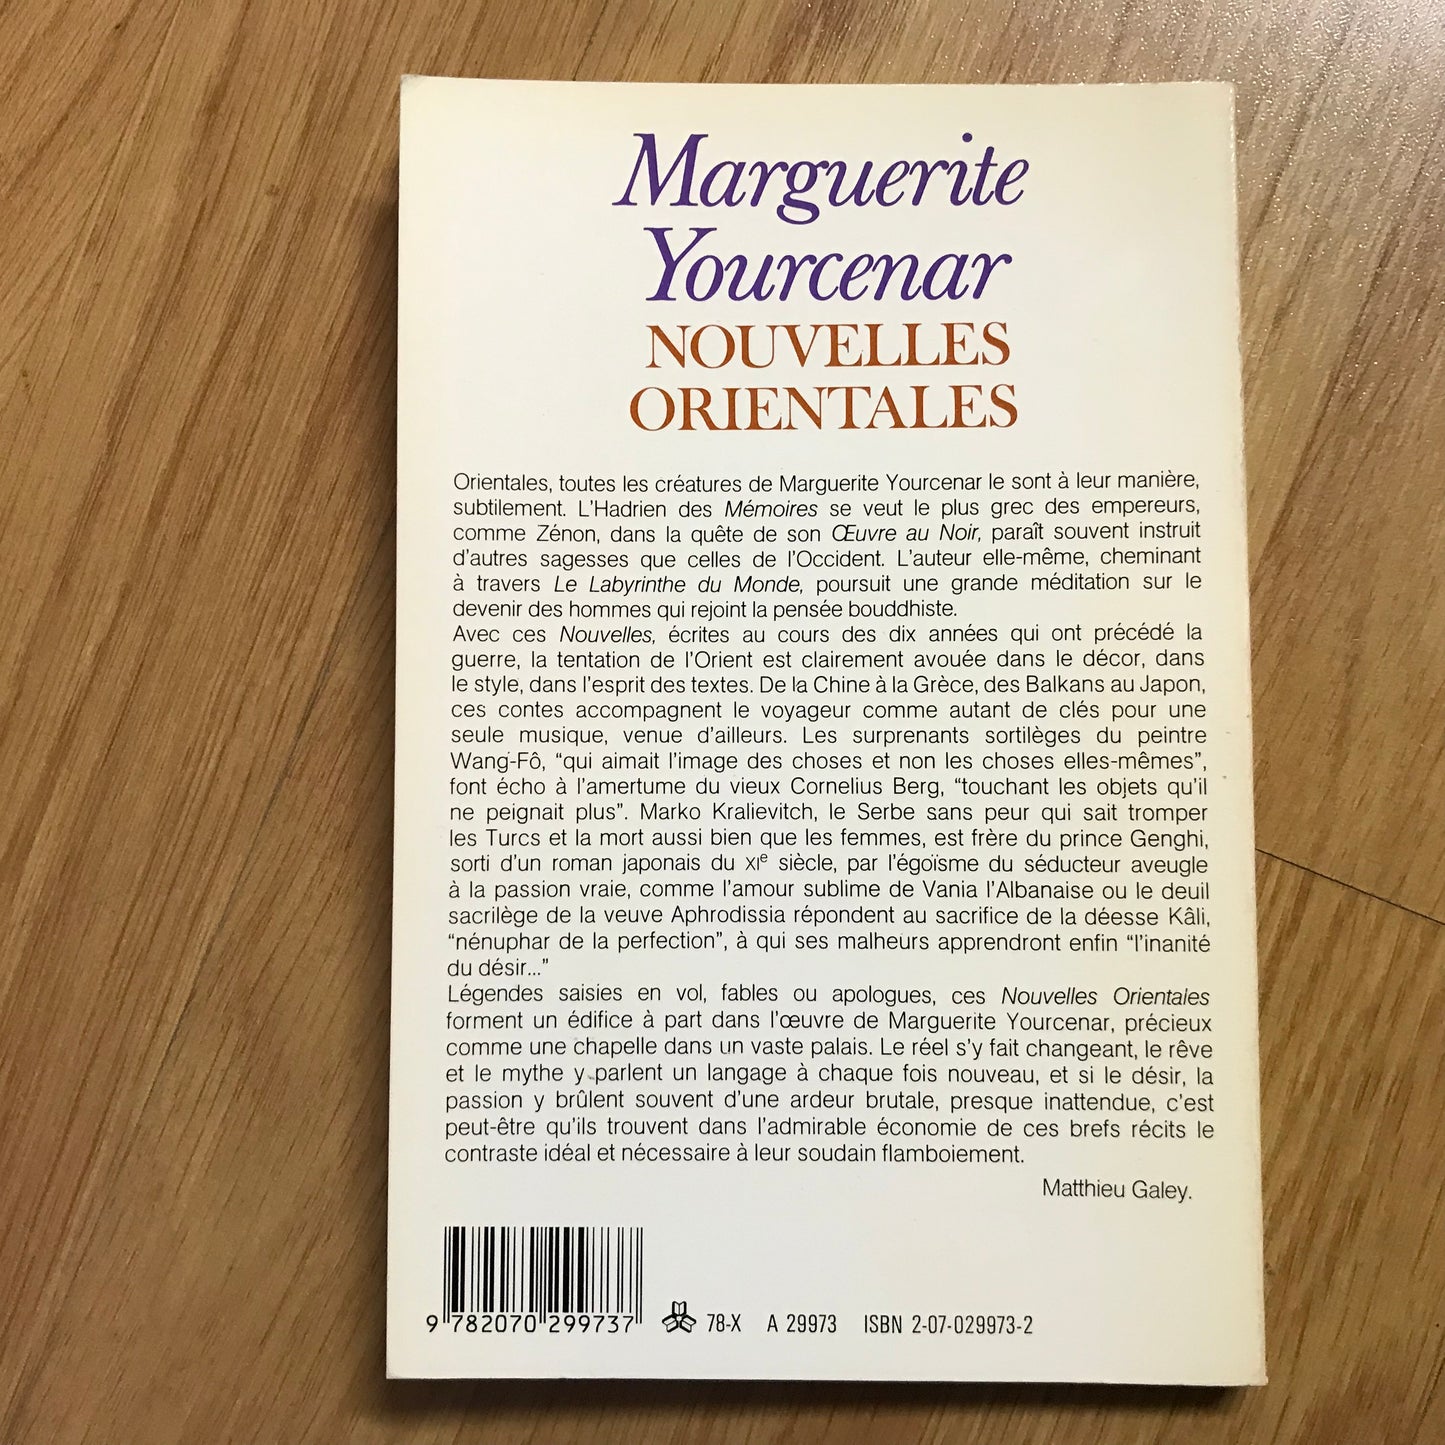 Marguerite
Yourcenar
NOUVELLES
ORIENTALES
Orientales, toutes les créatures de Marguerite Yourcenar le sont à leur manière,
subtilement. L'Hadrien des Mémoires se veut le plus grec des empereurs,
comme Zénon, dans la quête de son Œuvre au Noir, paraît souvent instruit
d'autres sagesses que celles de l'Occident. L'auteur elle-même, cheminant
à travers Le Labyrinthe du Monde, poursuit une grande méditation sur le
devenir des hommes qui rejoint la pensée bouddhiste.
Avec ces Nouvelles, écrites au cours des dix années qui ont précédé la
guerre, la tentation de l'Orient est clairement avouée dans le décor, dans
le style, dans l'esprit des textes. De la Chine à la Grèce, des Balkans au Japon,
ces contes accompagnent le voyageur comme autant de clés pour une
seule musique, venue d'ailleurs. Les surprenants sortilèges du peintre
Wang-Fô, “qui aimait l'image des choses et non les choses elles-mêmes”,
font écho à l'amertume du vieux Cornelius Berg, “touchant les objets qu'il
ne peignait plus”. Marko Kralievitch, le Serbe sans peur qui sait tromper
les Turcs et la mort aussi bien que les femmes, est frère du prince Genghi,
sorti d'un roman japonais du XIe siècle, par l'égoïsme du séducteur aveugle
à la passion vraie, comme l'amour sublime de Vania l'Albanaise ou le deuil
sacrilège de la veuve Aphrodissia répondent au sacrifice de la déesse Kâli,
“nénuphar de la perfection”, à qui ses malheurs apprendront enfin “l'inanité
du désir...”
Légendes saisies en vol, fables ou apologues, ces Nouvelles Orientales
forment un édifice à part dans l'œuvre de Marguerite Yourcenar, précieux
comme une chapelle dans un vaste palais. Le réel s'y fait changeant, le rêve
et le mythe y parlent un langage à chaque fois nouveau, et si le désir, la
passion y brûlent souvent d'une ardeur brutale, presque inattendue, c'est
peut-être qu'ils trouvent dans l'admirable économie de ces brefs récits le
contraste idéal et nécessaire à leur soudain flamboiement.
Matthieu Galey.
9 782070 299737 78-X A 29973 ISBN 2-07-029973-2